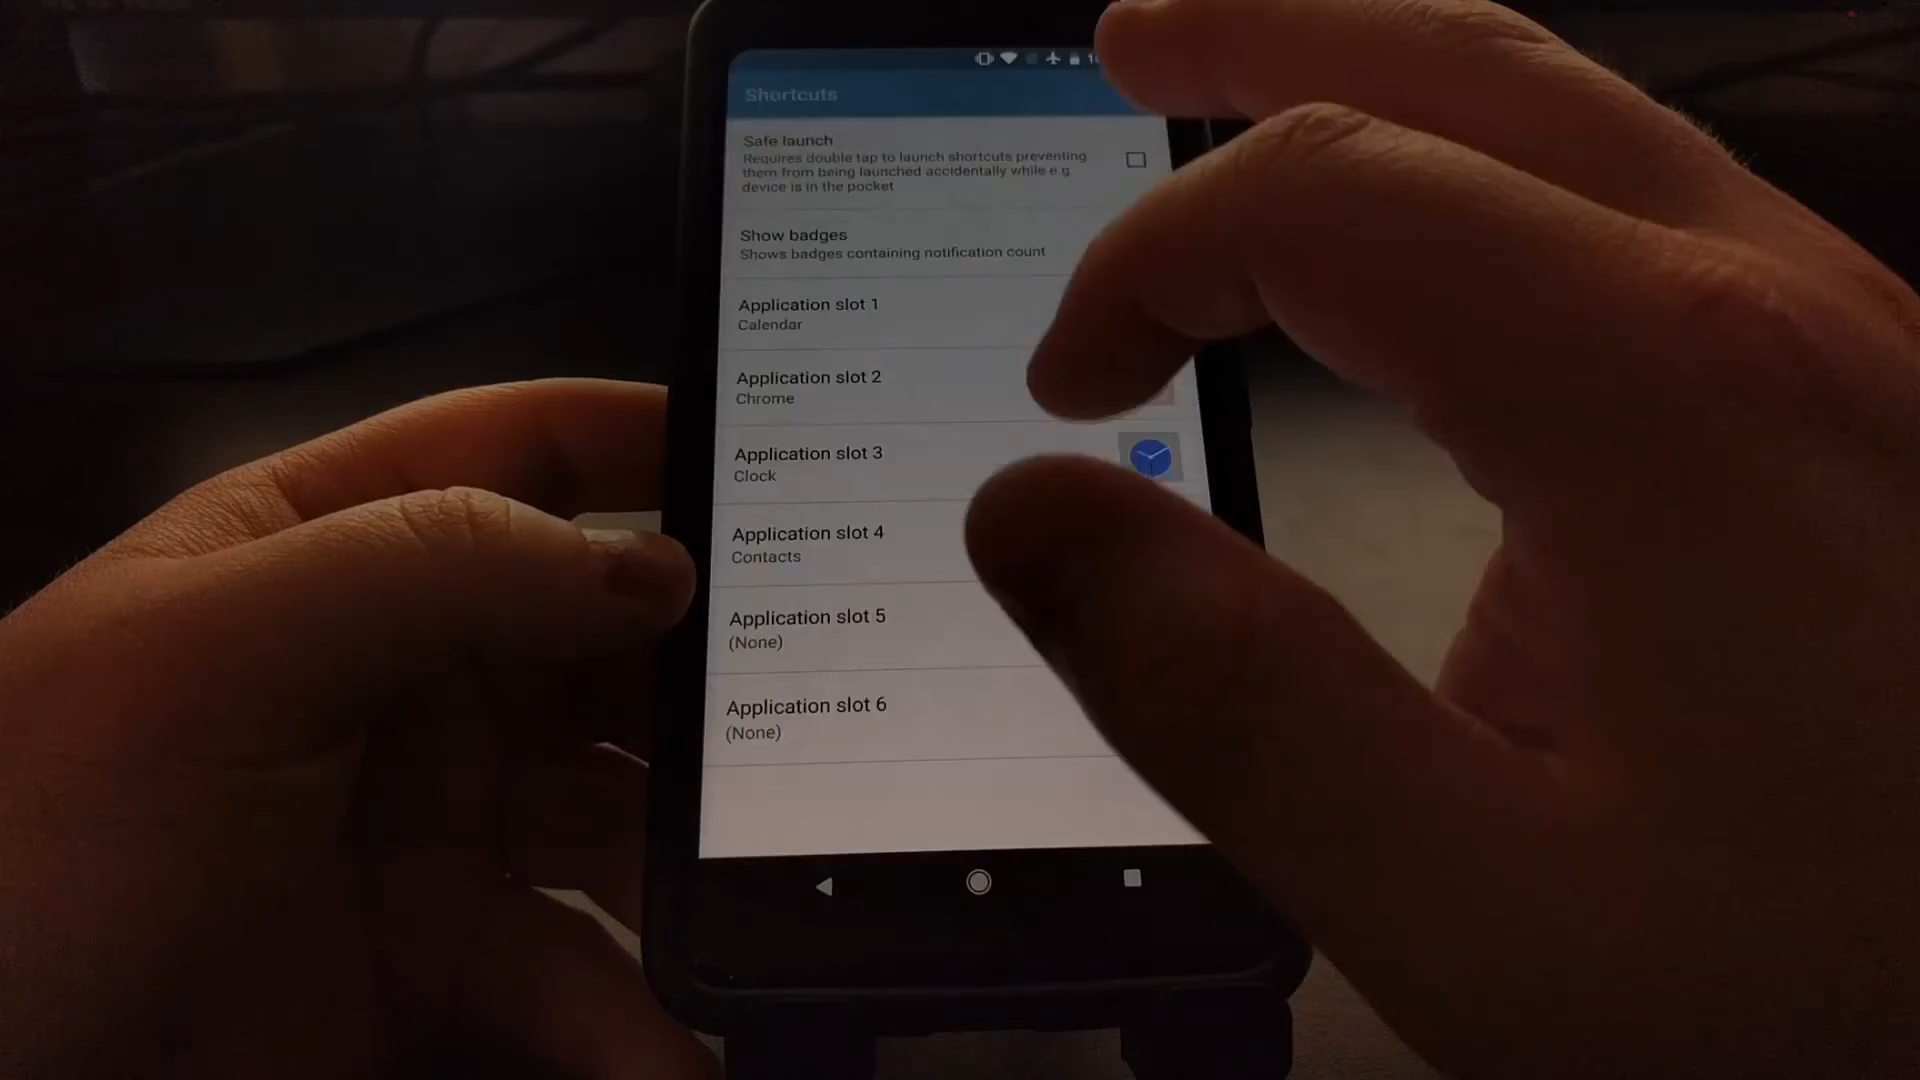 Shortcuts
Safe launch
Requires double tap to launch shortcuts preventing
them from being launched accidentally while e.g
device is in the pocket
Show badges
Shows badges containing notification count
Application slot 1
Calendar
Application slot 2
Chrome
Application slot 3
Clock
Application slot 4
Contacts
Application slot 5
(None)
Application slot 6
(None)